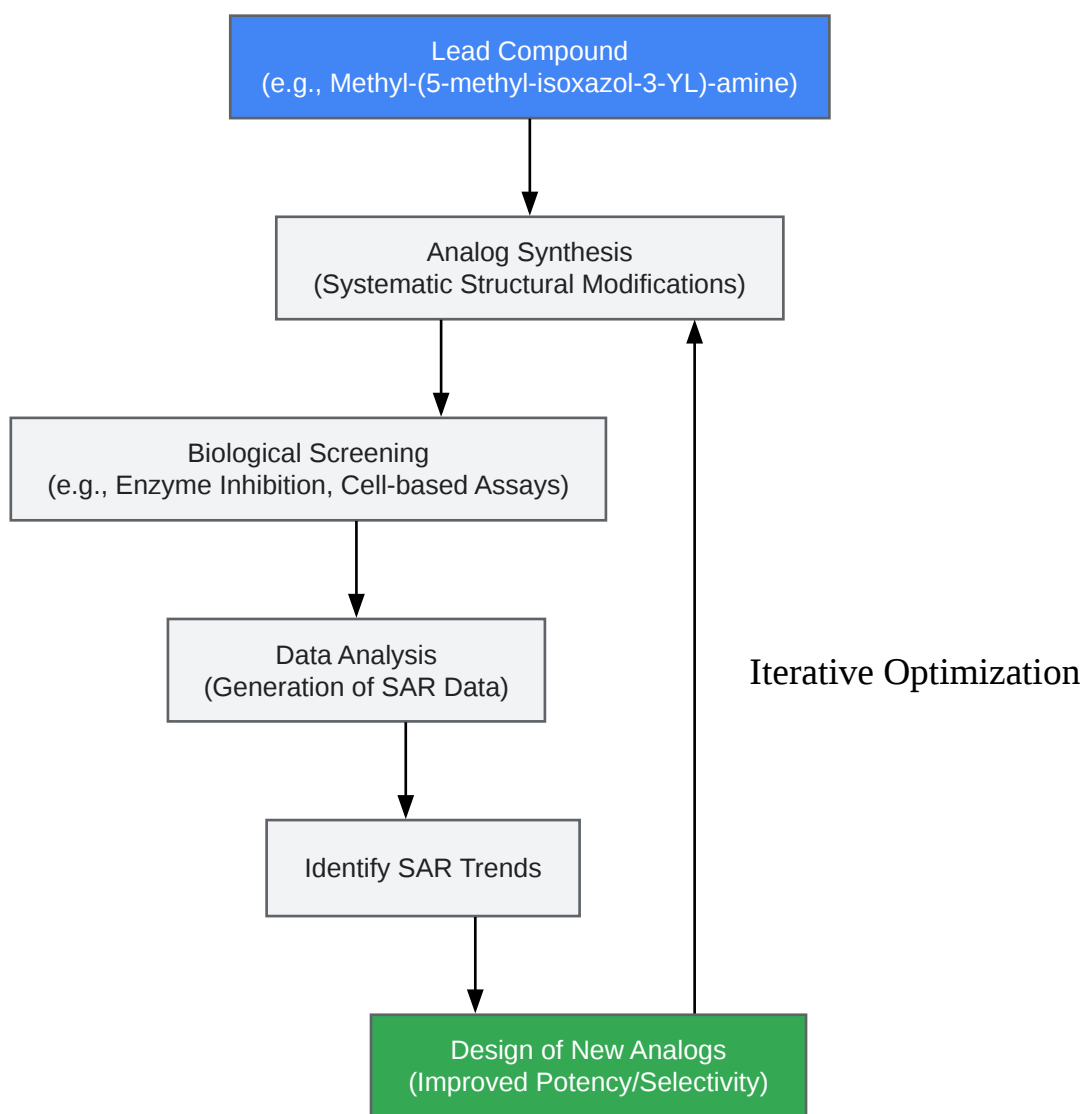 Lead Compound
(e.g., Methyl-(5-methyl-isoxazol-3-YL)-amine)
Analog Synthesis
(Systematic Structural Modifications)
Biological Screening
(e.g., Enzyme Inhibition, Cell-based Assays)
Data Analysis
(Generation of SAR Data)
Iterative Optimization
Identify SAR Trends
Design of New Analogs
(Improved Potency/Selectivity)